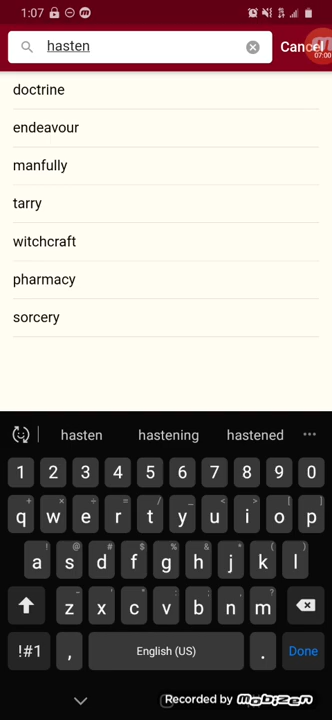 1:07
hasten
Cancel
07:00
doctrine
endeavour
manfully
tarry
witchcraft
pharmacy
sorcery
hasten hastening hastened ...
1 2 3 4 5 6 7 8 9 0
q w e r t y u i o p
a s d f g h j k l
z x c v b n m
!#1 , English (US) . Done
Recorded by MOBIZEN